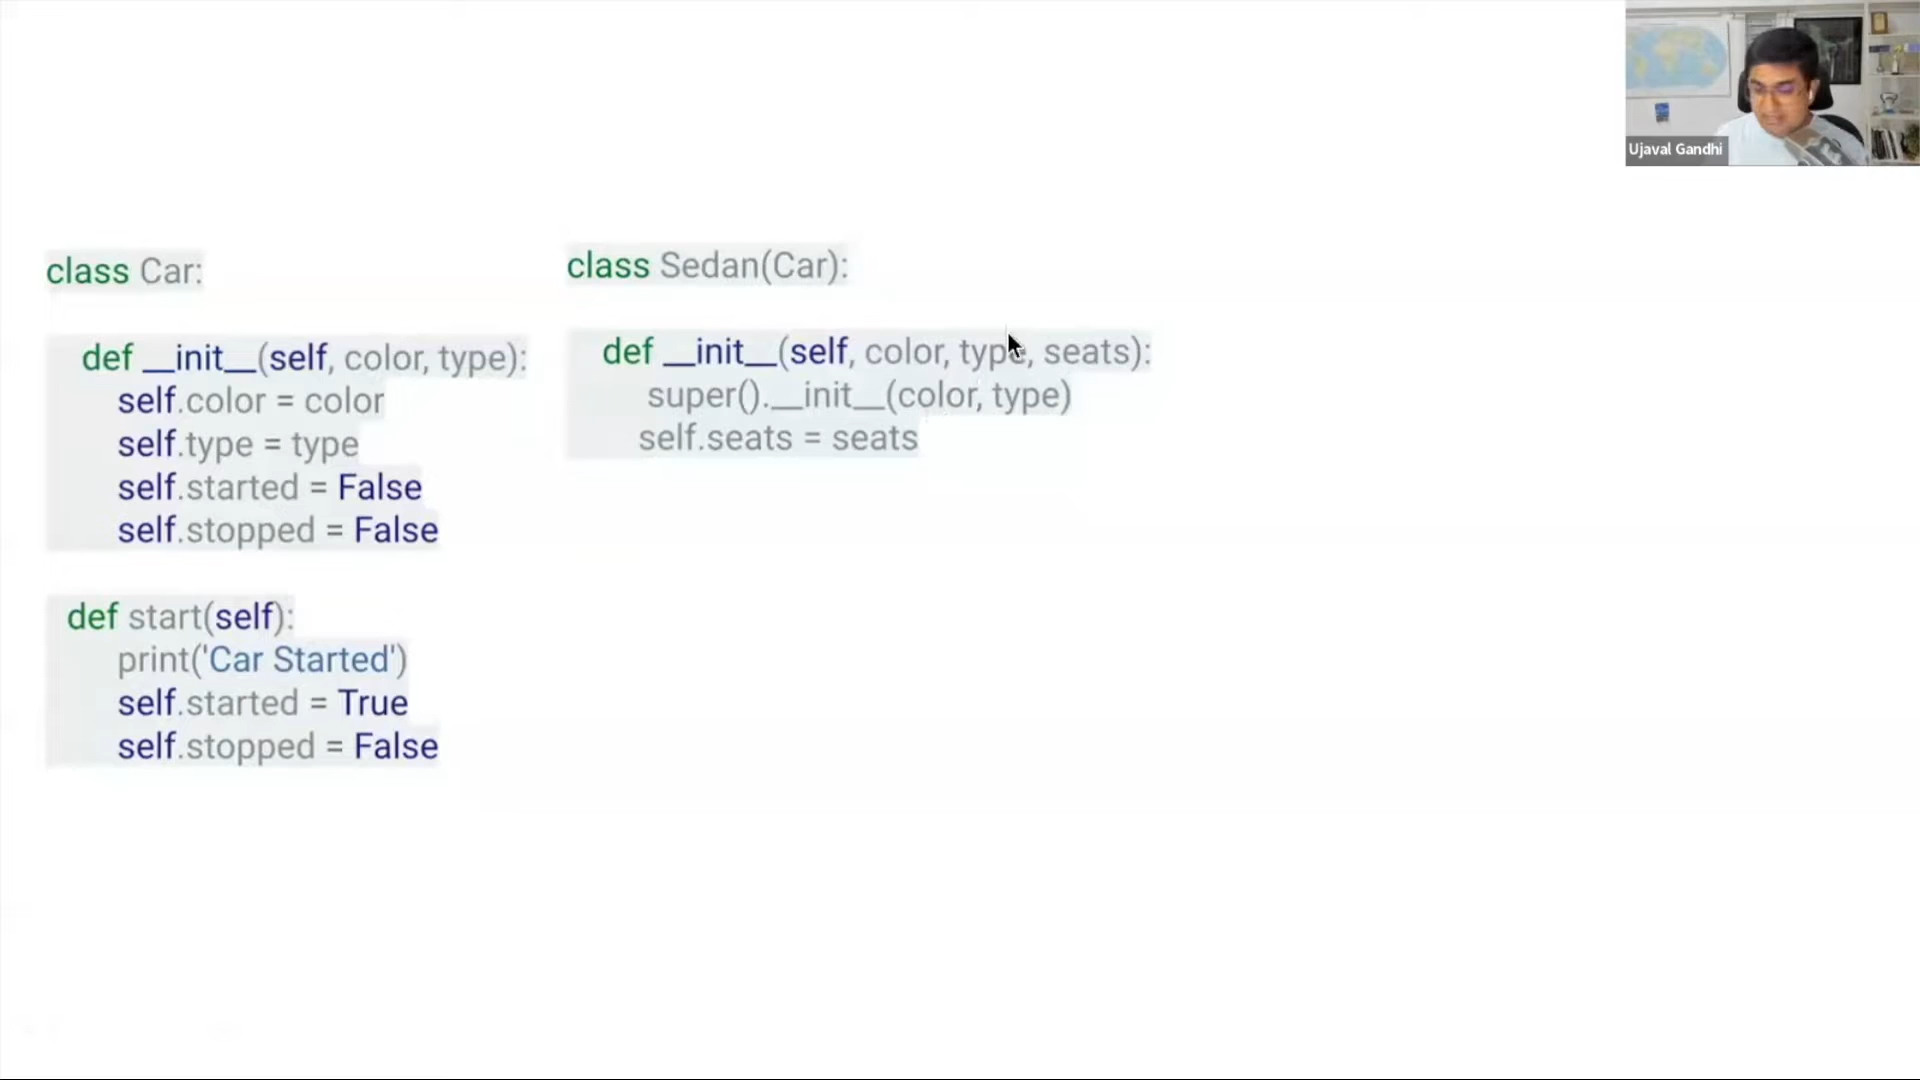 class Car:
def __init__(self, color, type):
self.color = color
self.type = type
self.started = False
self.stopped = False
def start(self):
print('Car Started')
self.started = True
self.stopped = False
class Sedan(Car):
def __init__(self, color, type, seats):
super().__init__(color, type)
self.seats = seats
Ujaval Gandhi